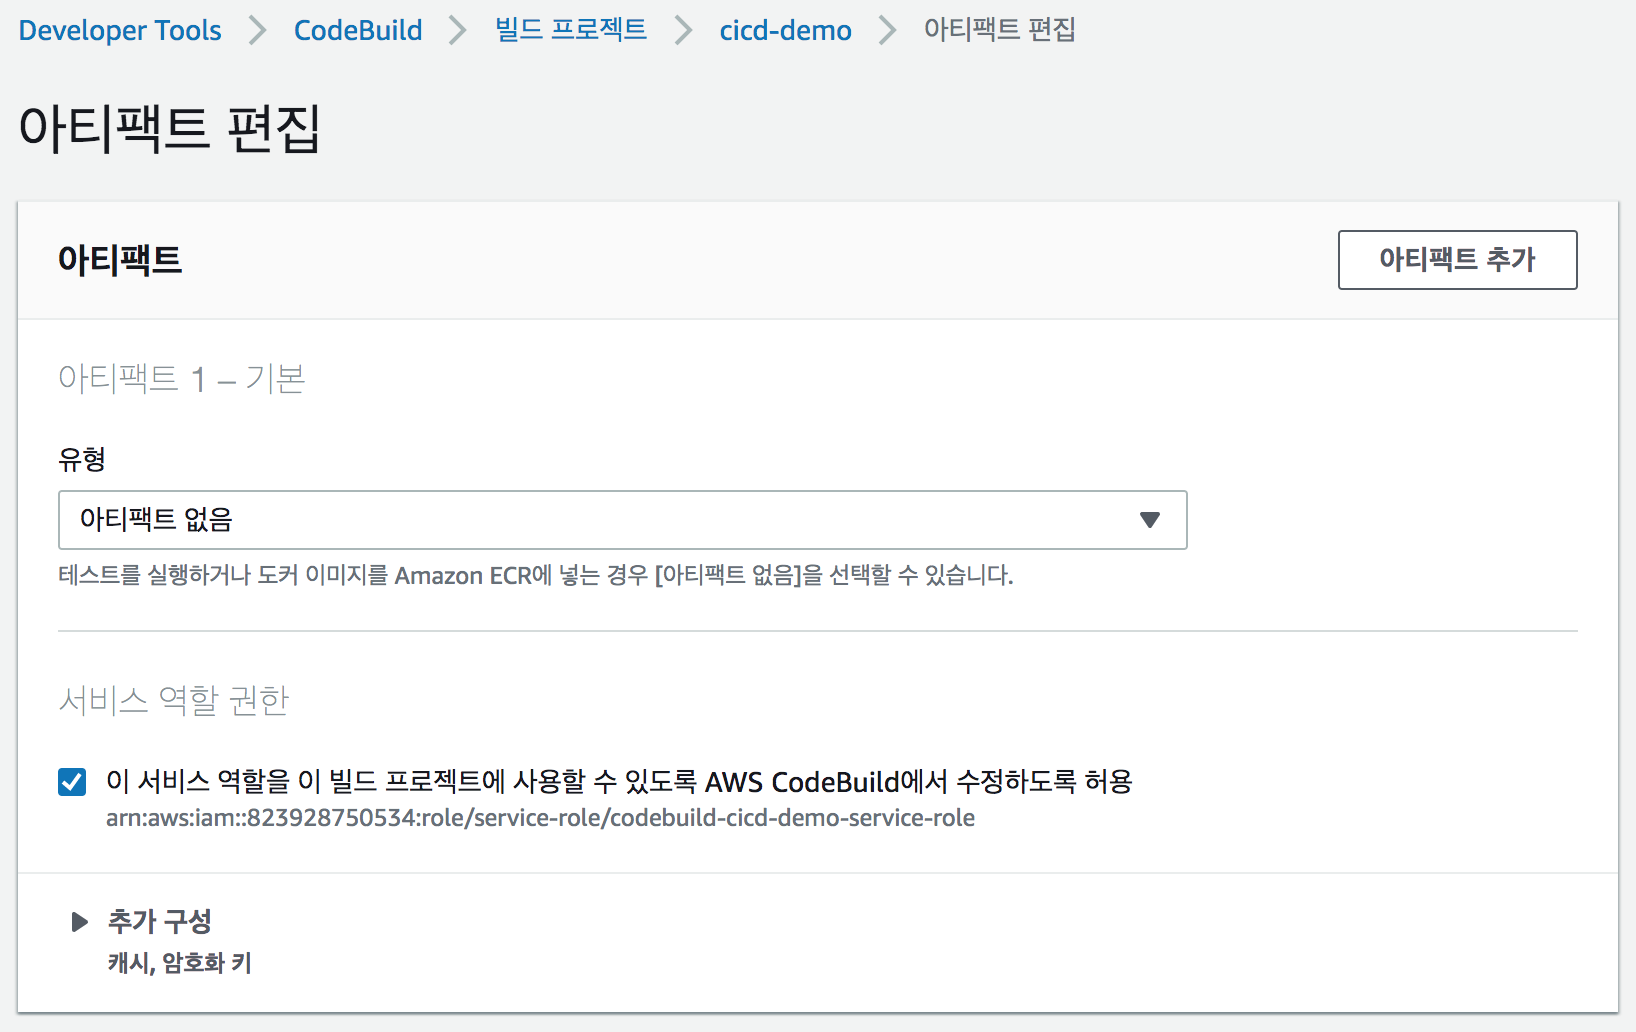 Developer Tools > CodeBuild > 빌드 프로젝트 > cicd-demo > 아티팩트 편집
아티팩트 편집
아티팩트
아티팩트 추가
아티팩트 1 – 기본
유형
아티팩트 없음
테스트를 실행하거나 도커 이미지를 Amazon ECR에 넣는 경우 [아티팩트 없음]을 선택할 수 있습니다.
서비스 역할 권한
이 서비스 역할을 이 빌드 프로젝트에 사용할 수 있도록 AWS CodeBuild에서 수정하도록 허용
arn:aws:iam::823928750534:role/service-role/codebuild-cicd-demo-service-role
추가 구성
캐시, 암호화 키